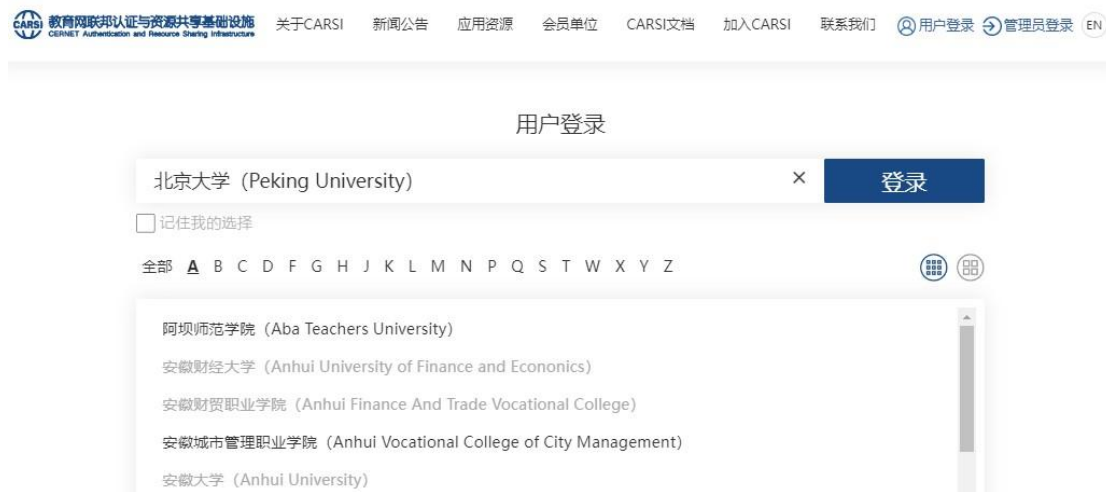 CARSI 教育网联邦认证与资源共享基础设施 关于CARSI 新闻公告 应用资源 会员单位 CARSI文档 加入CARSI 联系我们 用户登录 管理员登录 EN
CERNET Authentication and Resource Sharing Infrastructure
用户登录
北京大学（Peking University） × 登录
记住我的选择
全部 A B C D F G H J K L M N P Q S T W X Y Z
阿坝师范学院（Aba Teachers University）
安徽财经大学（Anhui University of Finance and Econonics）
安徽财贸职业学院（Anhui Finance And Trade Vocational College）
安徽城市管理职业学院（Anhui Vocational College of City Management）
安徽大学（Anhui University）